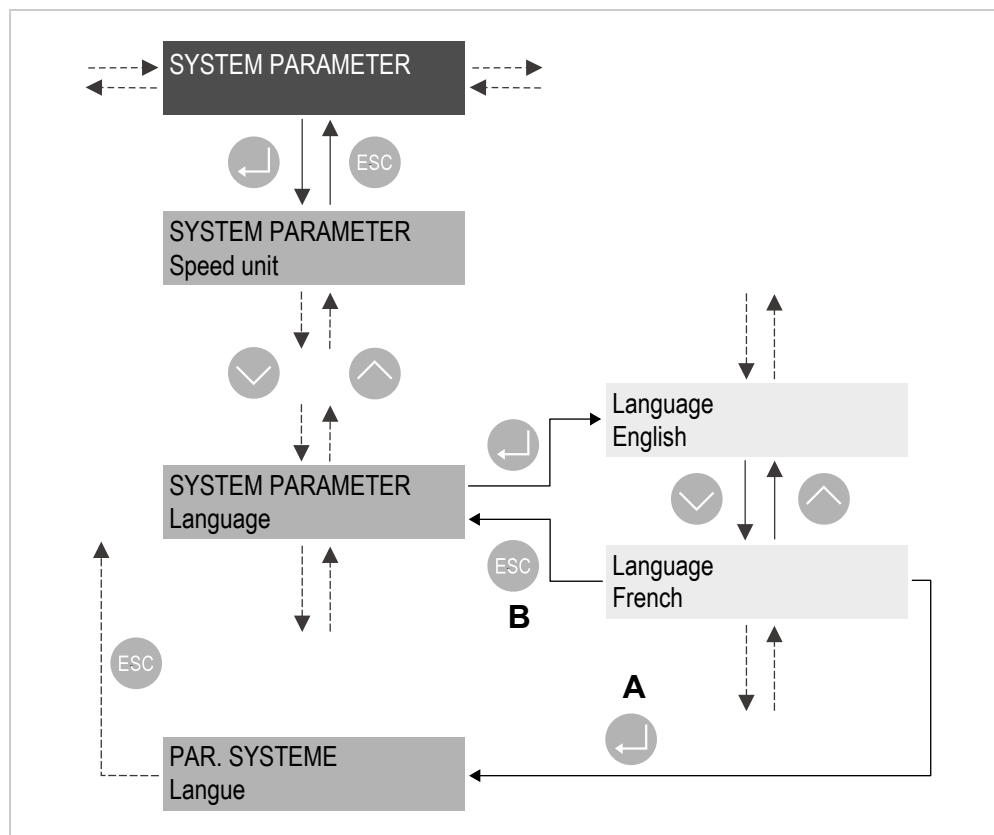 SYSTEM PARAMETER
ESC
SYSTEM PARAMETER
Speed unit
Language
English
SYSTEM PARAMETER
Language
ESC
B
Language
French
ESC
A
PAR. SYSTEME
Langue